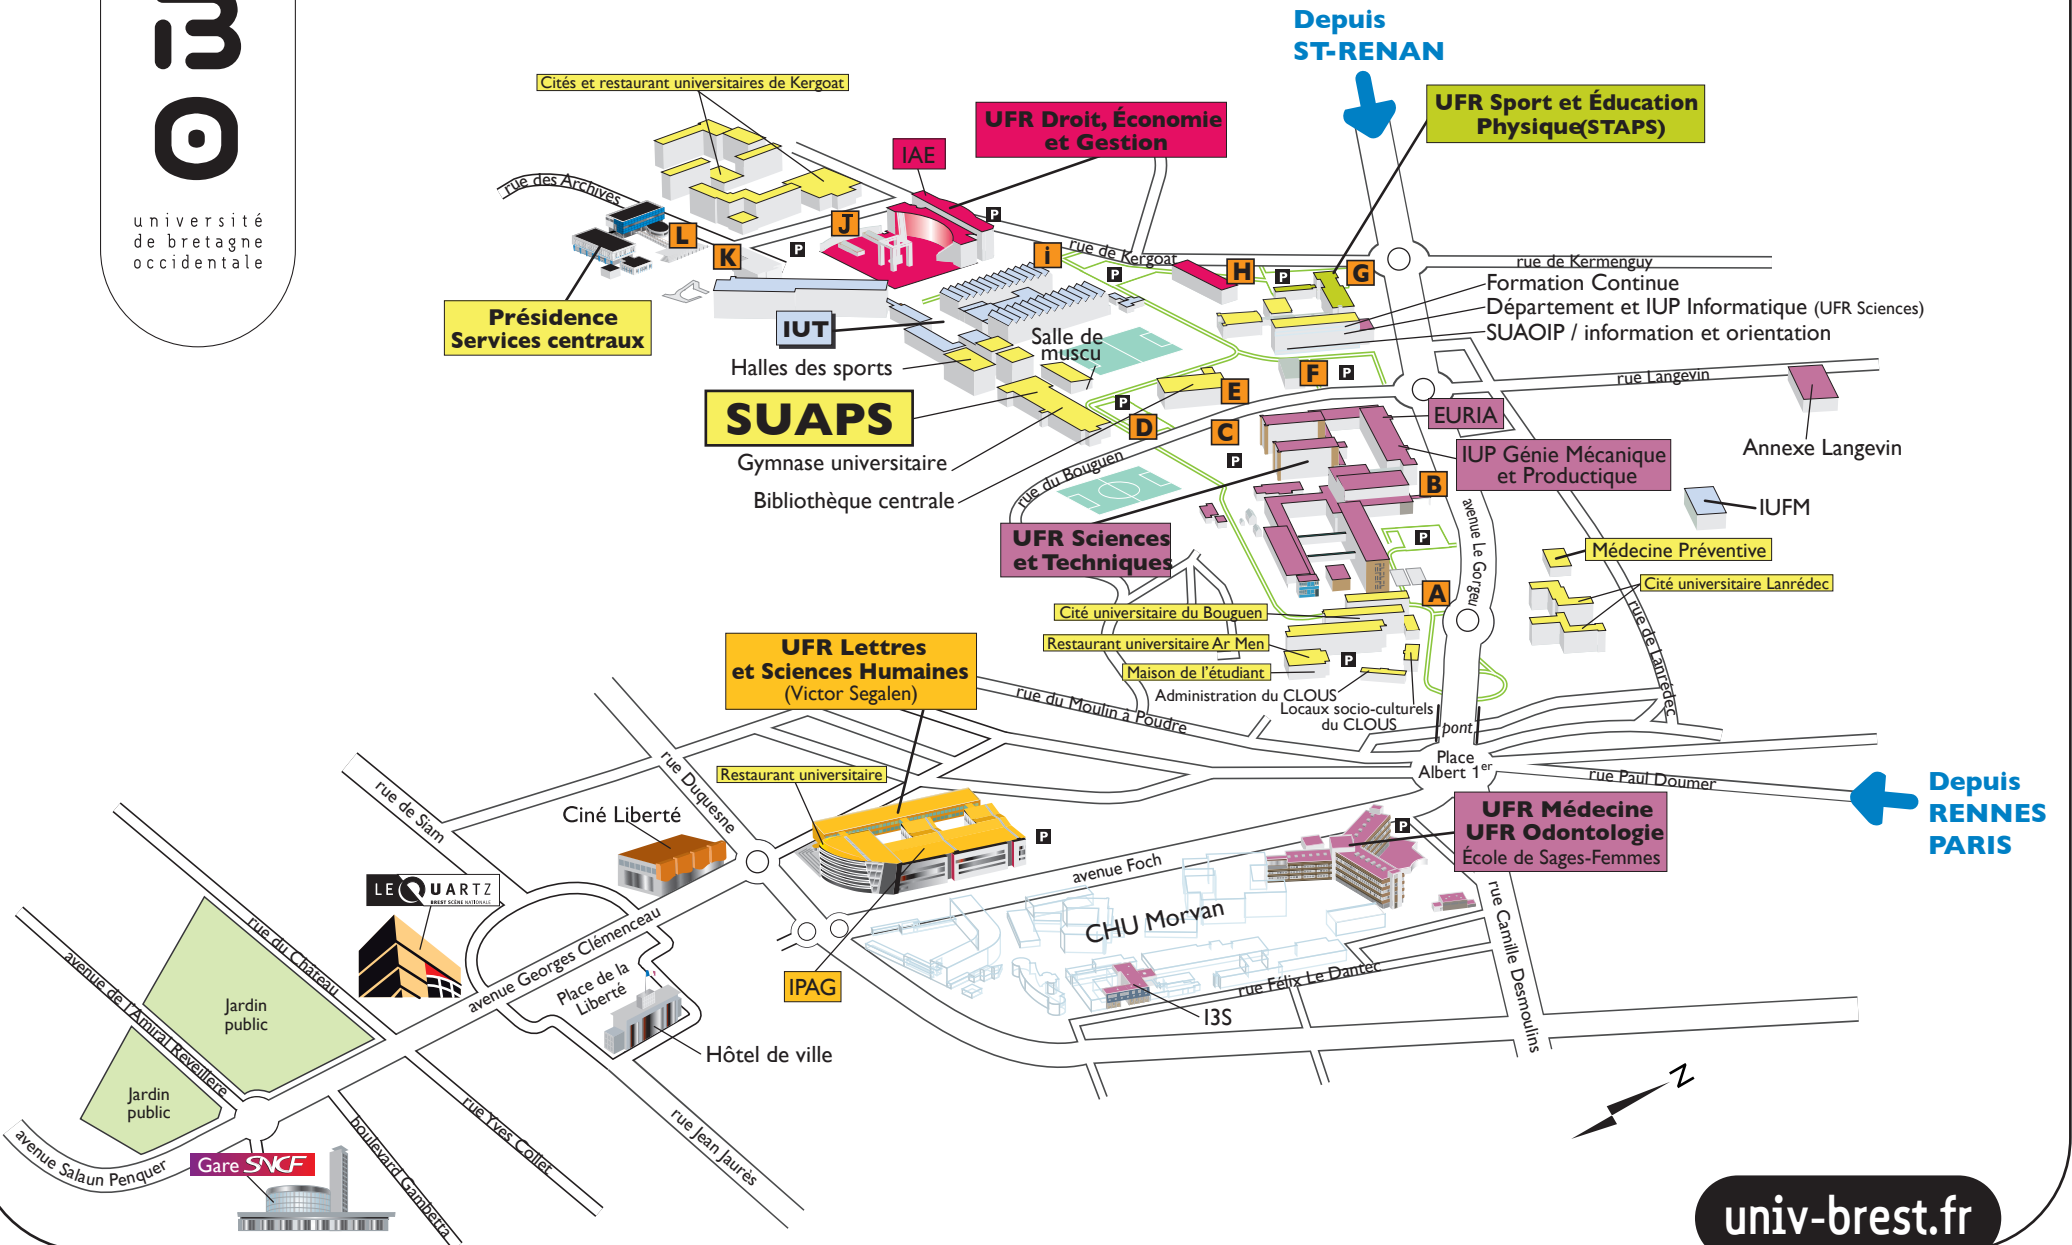 BO
université
de bretagne
occidentale
Depuis
ST-RENAN
Cités et restaurant universitaires de Kergoat
UFR Sport et Éducation
Physique(STAPS)
UFR Droit, Économie
et Gestion
IAE
rue des Archives
P
J
L
K
P
i
rue de Kergoat
P
H
P
G
rue de Kermenguy
Formation Continue
Département et IUP Informatique (UFR Sciences)
SUAOIP / information et orientation
Présidence
Services centraux
IUT
Salle de
muscu
Halles des sports
F
P
rue Langevin
SUAPS
E
P
D
C
EURIA
Annexe Langevin
Gymnase universitaire
rue du Bouguen
P
IUP Génie Mécanique
et Productique
B
Bibliothèque centrale
IUFM
avenue Le Gorgeu
UFR Sciences
et Techniques
P
Médecine Préventive
Cité universitaire Lanrédec
A
rue de Lanrédec
Cité universitaire du Bouguen
Restaurant universitaire Ar Men
P
Maison de l'étudiant
Administration du CLOUS
Locaux socio-culturels
du CLOUS
UFR Lettres
et Sciences Humaines
(Victor Segalen)
rue du Moulin à Poudre
pont
Place
Albert 1er
rue Paul Doumer
Depuis
RENNES
PARIS
rue Duquesne
Restaurant universitaire
rue de Siam
Ciné Liberté
P
P
UFR Médecine
UFR Odontologie
École de Sages-Femmes
avenue Foch
LE QUARTZ
BREST SCÈNE NATIONALE
CHU Morvan
rue Camille Desmoulins
rue du Château
avenue Georges Clémenceau
avenue de l'Amiral Réveillère
Place de la
Liberté
IPAG
rue Félix Le Dantec
I3S
Jardin
public
Hôtel de ville
Jardin
public
N
rue Yves Collet
boulevard Gambetta
rue Jean Jaurès
avenue Salaun Penquer
Gare SNCF
univ-brest.fr